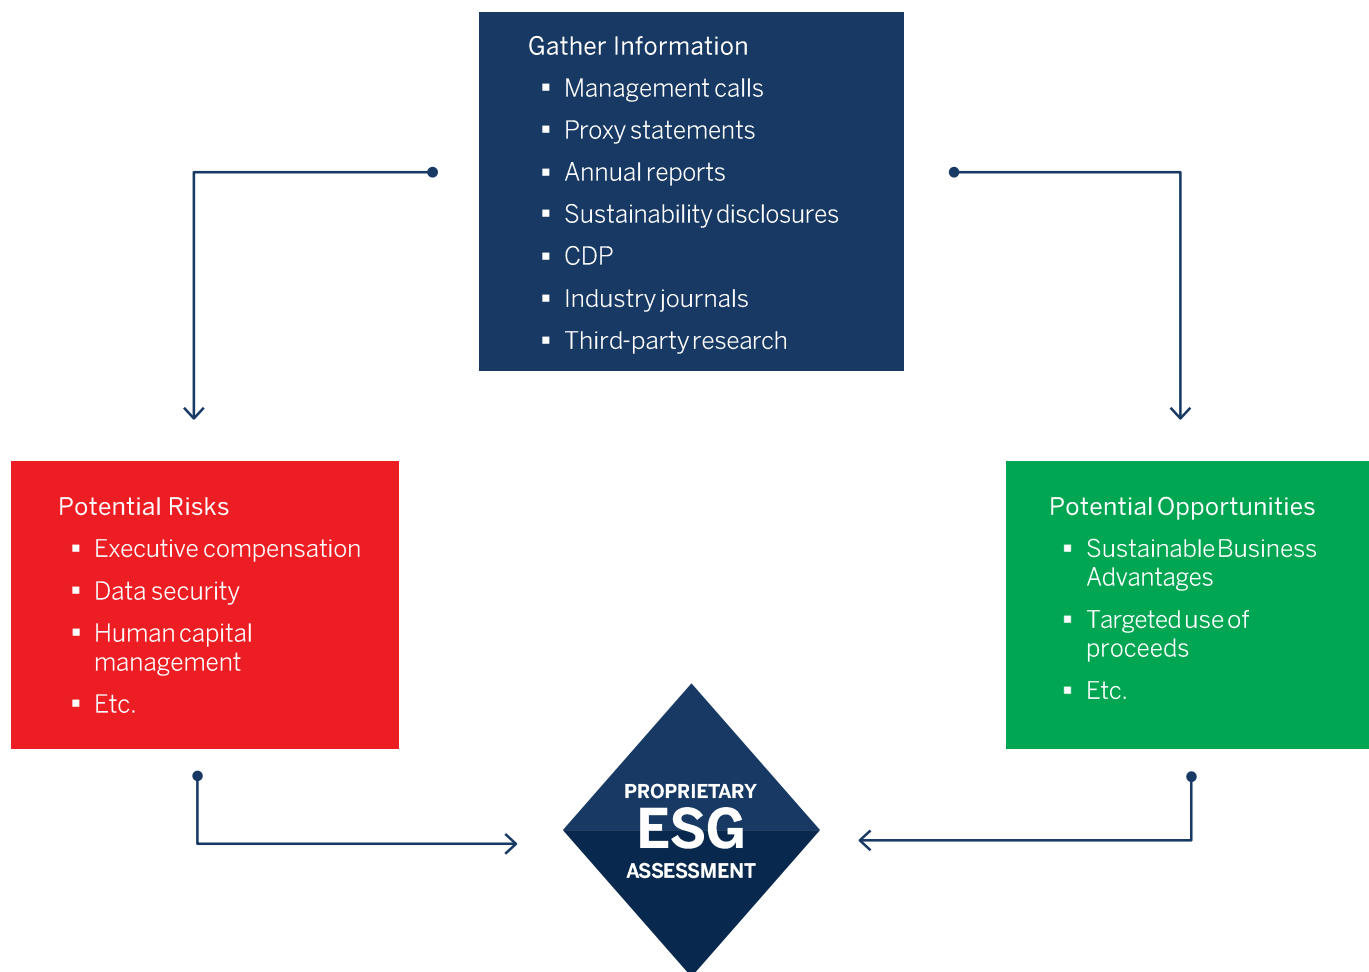 Gather Information
▪ Management calls
▪ Proxy statements
▪ Annual reports
▪ Sustainability disclosures
▪ CDP
▪ Industry journals
▪ Third-party research
Potential Risks
▪ Executive compensation
▪ Data security
▪ Human capital
management
▪ Etc.
Potential Opportunities
▪ Sustainable Business
Advantages
▪ Targeted use of
proceeds
▪ Etc.
PROPRIETARY
ESG
ASSESSMENT